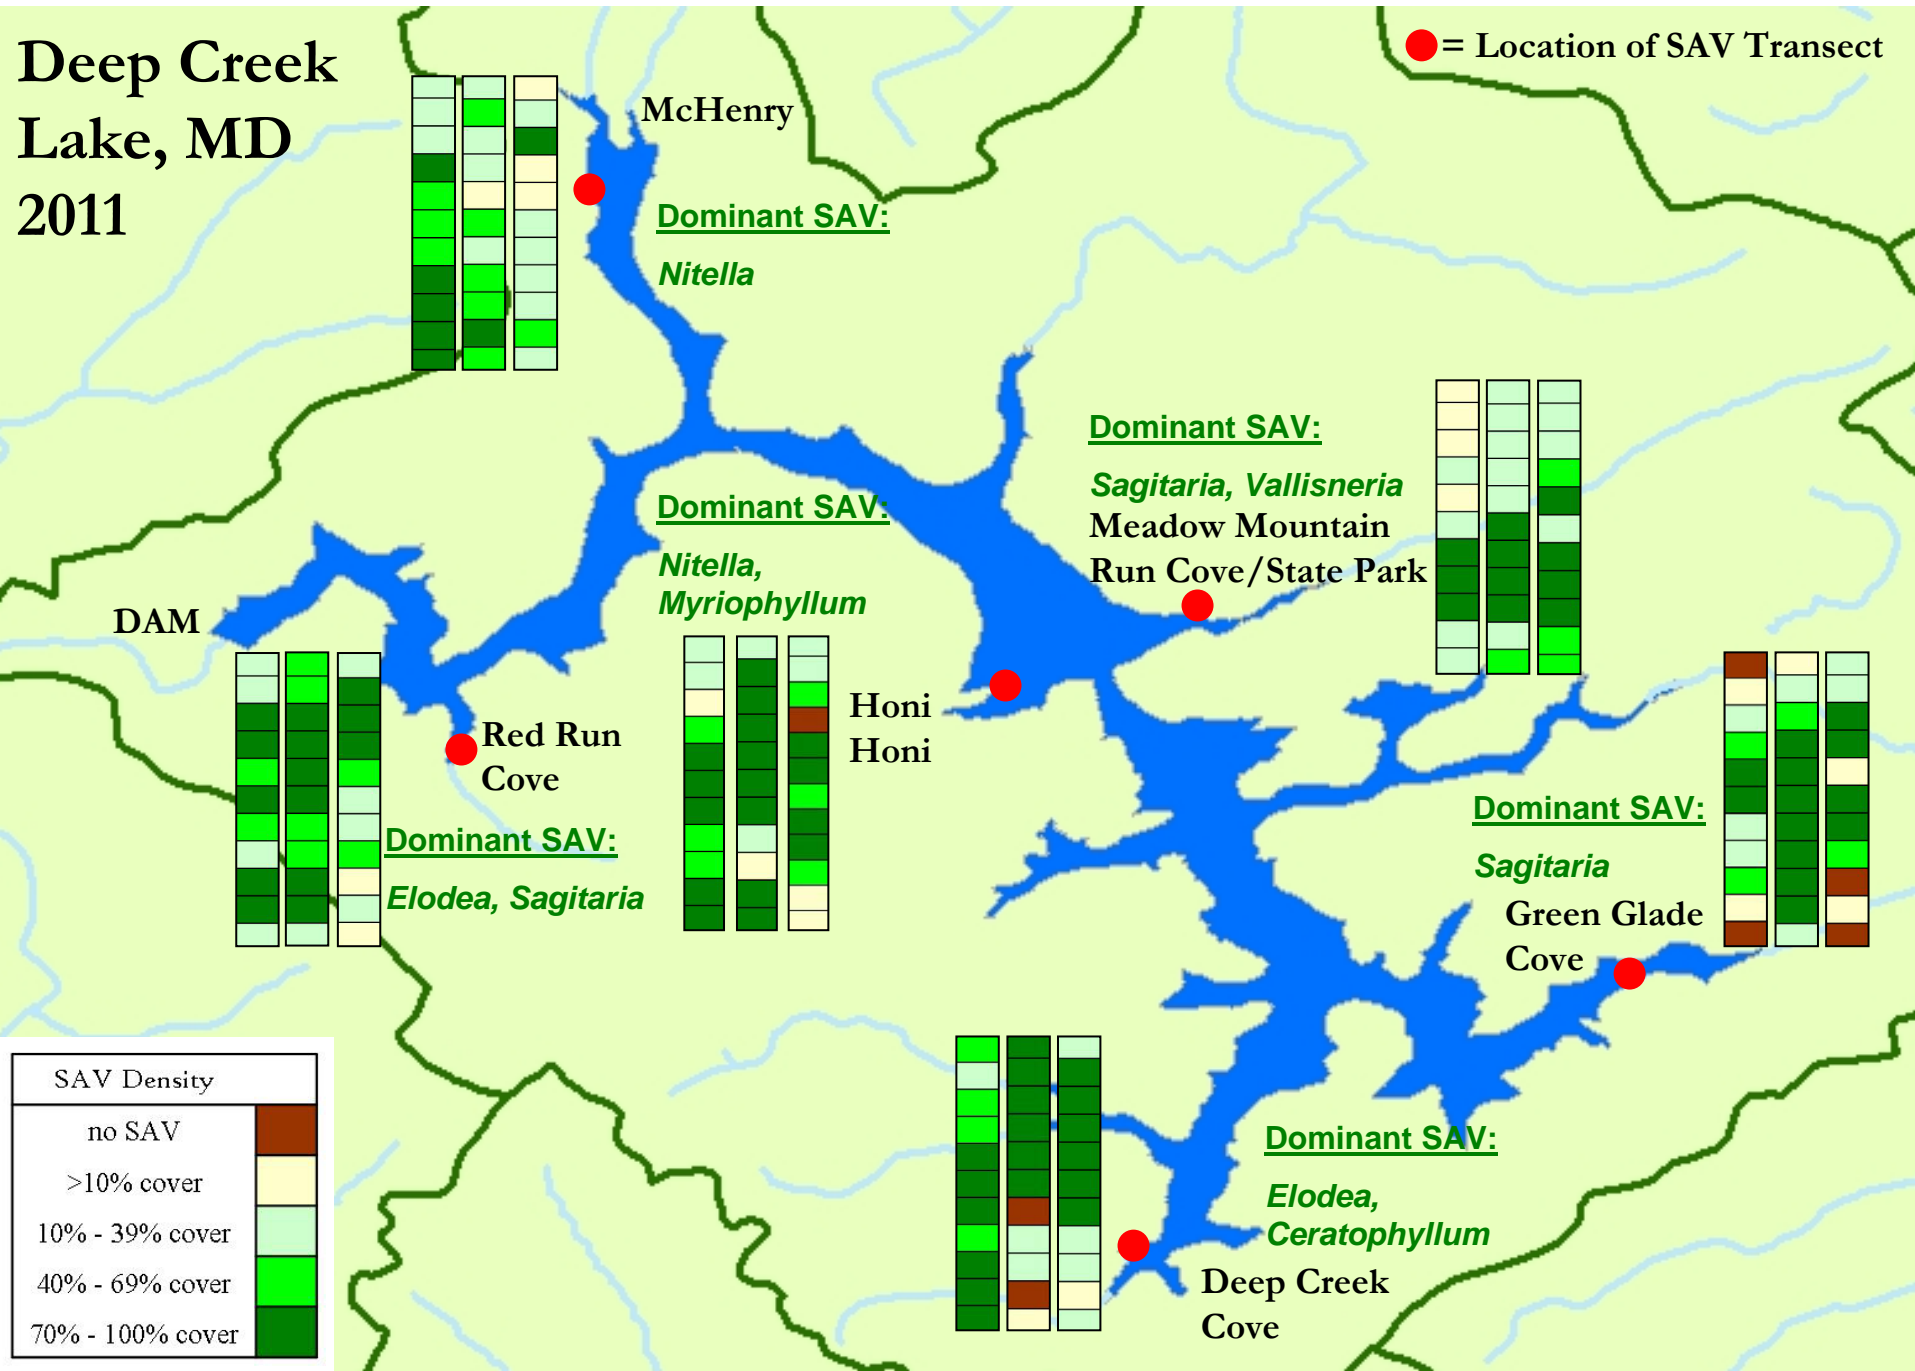 Deep Creek
Lake, MD
2011
= Location of SAV Transect
McHenry
Dominant SAV:
Nitella
Dominant SAV:
Sagitaria, Vallisneria
Meadow Mountain
Run Cove/State Park
Dominant SAV:
Nitella,
Myriophyllum
DAM
Honi
Honi
Red Run
Cove
Dominant SAV:
Elodea, Sagitaria
Dominant SAV:
Sagitaria
Green Glade
Cove
Dominant SAV:
Elodea,
Ceratophyllum
Deep Creek
Cove
SAV Density
no SAV
>10% cover
10% - 39% cover
40% - 69% cover
70% - 100% cover